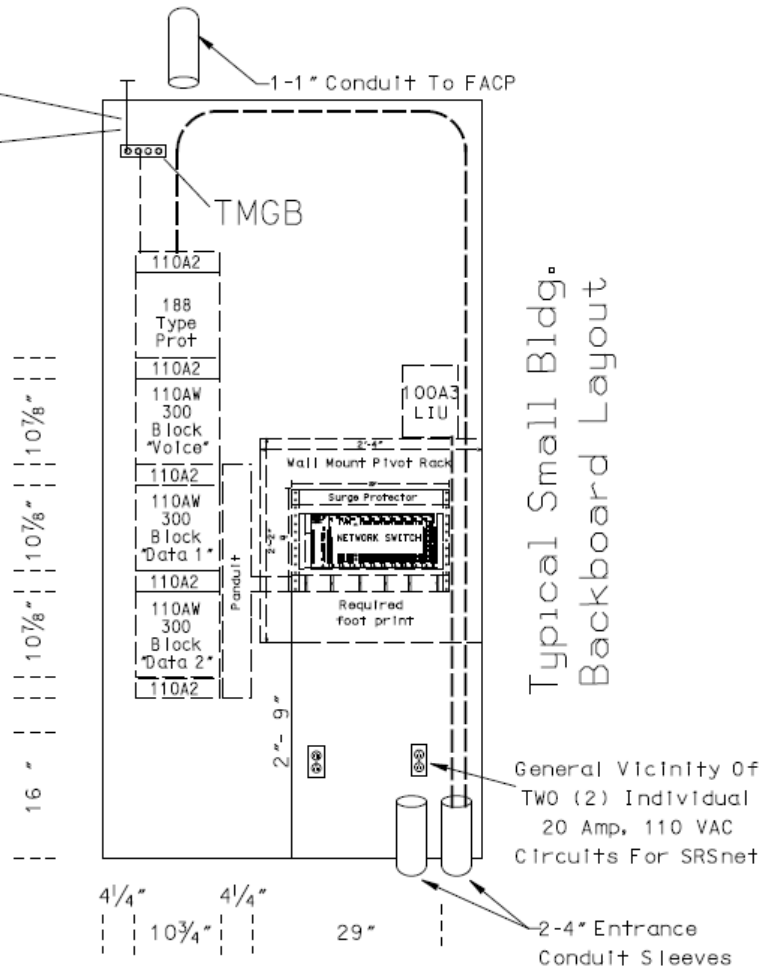 1-1" Conduit To FACP
TMGB
110A2
188
Type
Prot
110A2
110AW
300
Block
"Voice"
110A2
110AW
300
Block
"Data 1"
110A2
110AW
300
Block
"Data 2"
110A2
Panduit
100A3
LIU
2'-4"
Wall Mount Pivot Rack
Surge Protector
NETWORK SWITCH
2'-2"
Required
foot print
2"- 9"
10⅞"
10⅞"
10⅞"
16 "
4¼"
10¾"
4¼"
29"
Typical Small Bldg.
Backboard Layout
General Vicinity Of
TWO (2) Individual
20 Amp, 110 VAC
Circuits For SRSnet
2-4" Entrance
Conduit Sleeves